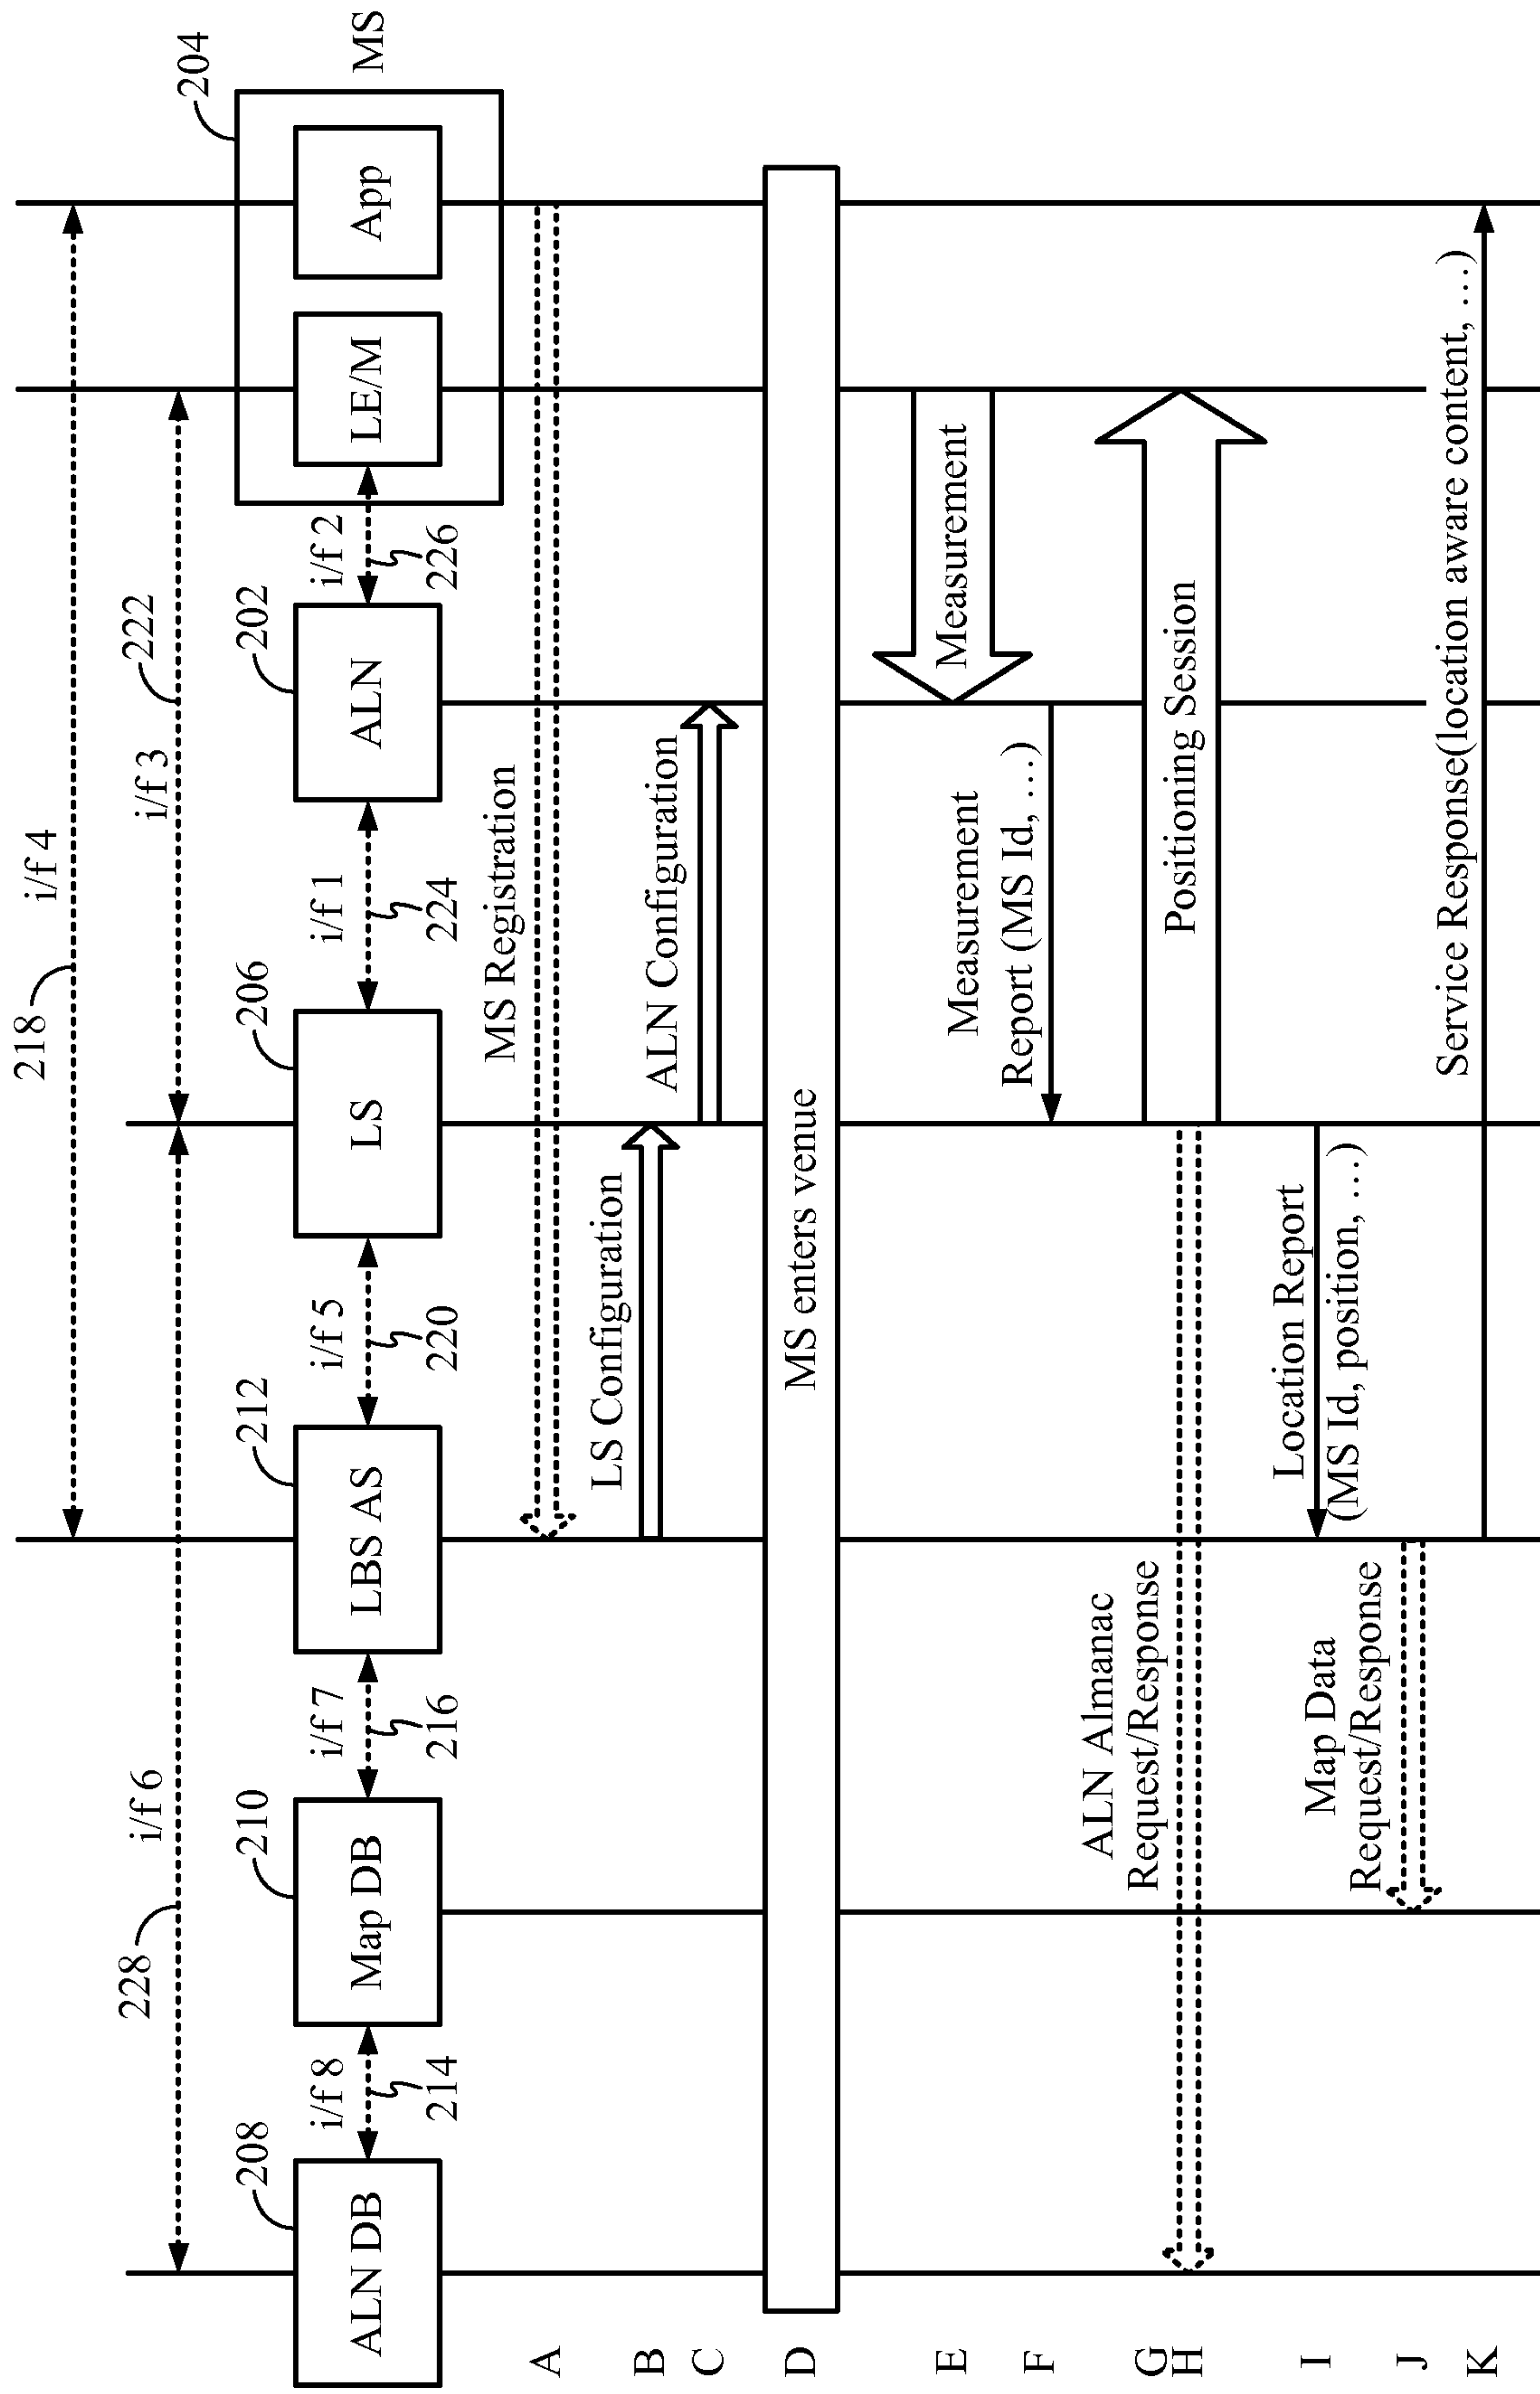 218
i/f 4
228
i/f 6
222
i/f 3
208
210
212
206
202
204
ALN DB
i/f 8
214
Map DB
i/f 7
216
LBS AS
i/f 5
220
LS
i/f 1
224
ALN
i/f 2
226
LE/M
App
MS
A
MS Registration
B
LS Configuration
C
ALN Configuration
D
MS enters venue
E
Measurement
F
Measurement
Report (MS Id, …)
G
Positioning Session
H
ALN Almanac
Request/Response
I
Location Report
(MS Id, position, …)
J
Map Data
Request/Response
K
Service Response(location aware content, …)